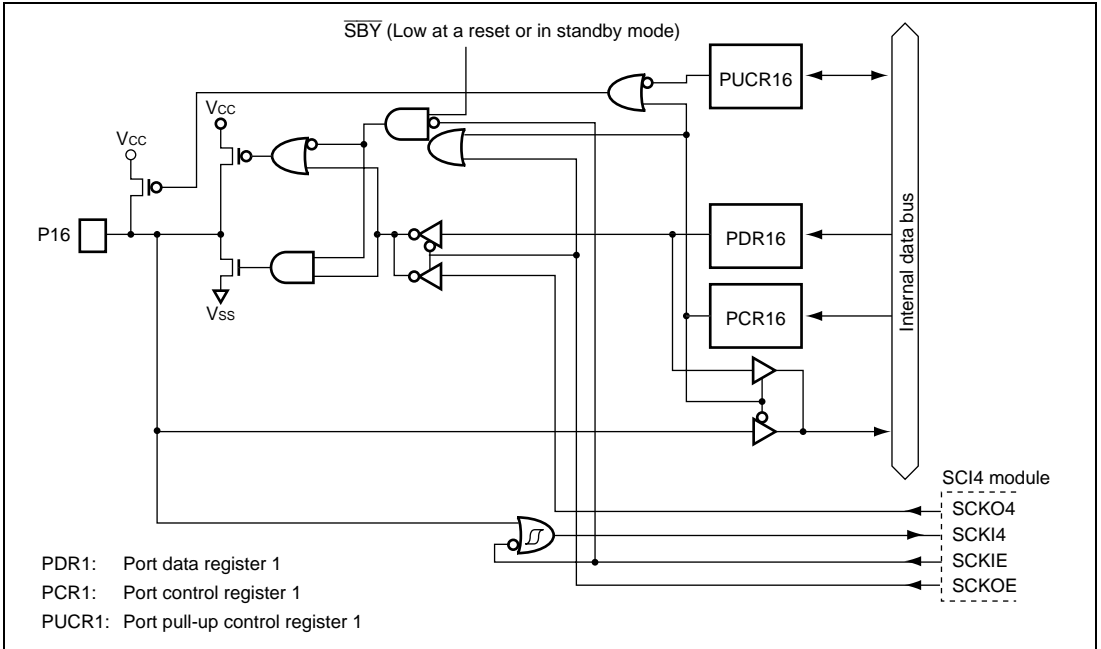 SBY (Low at a reset or in standby mode)
PUCR16
VCC
VCC
P16
PDR16
Internal data bus
PCR16
VSS
SCI4 module
SCKO4
SCKI4
SCKIE
SCKOE
PDR1: Port data register 1
PCR1: Port control register 1
PUCR1: Port pull-up control register 1